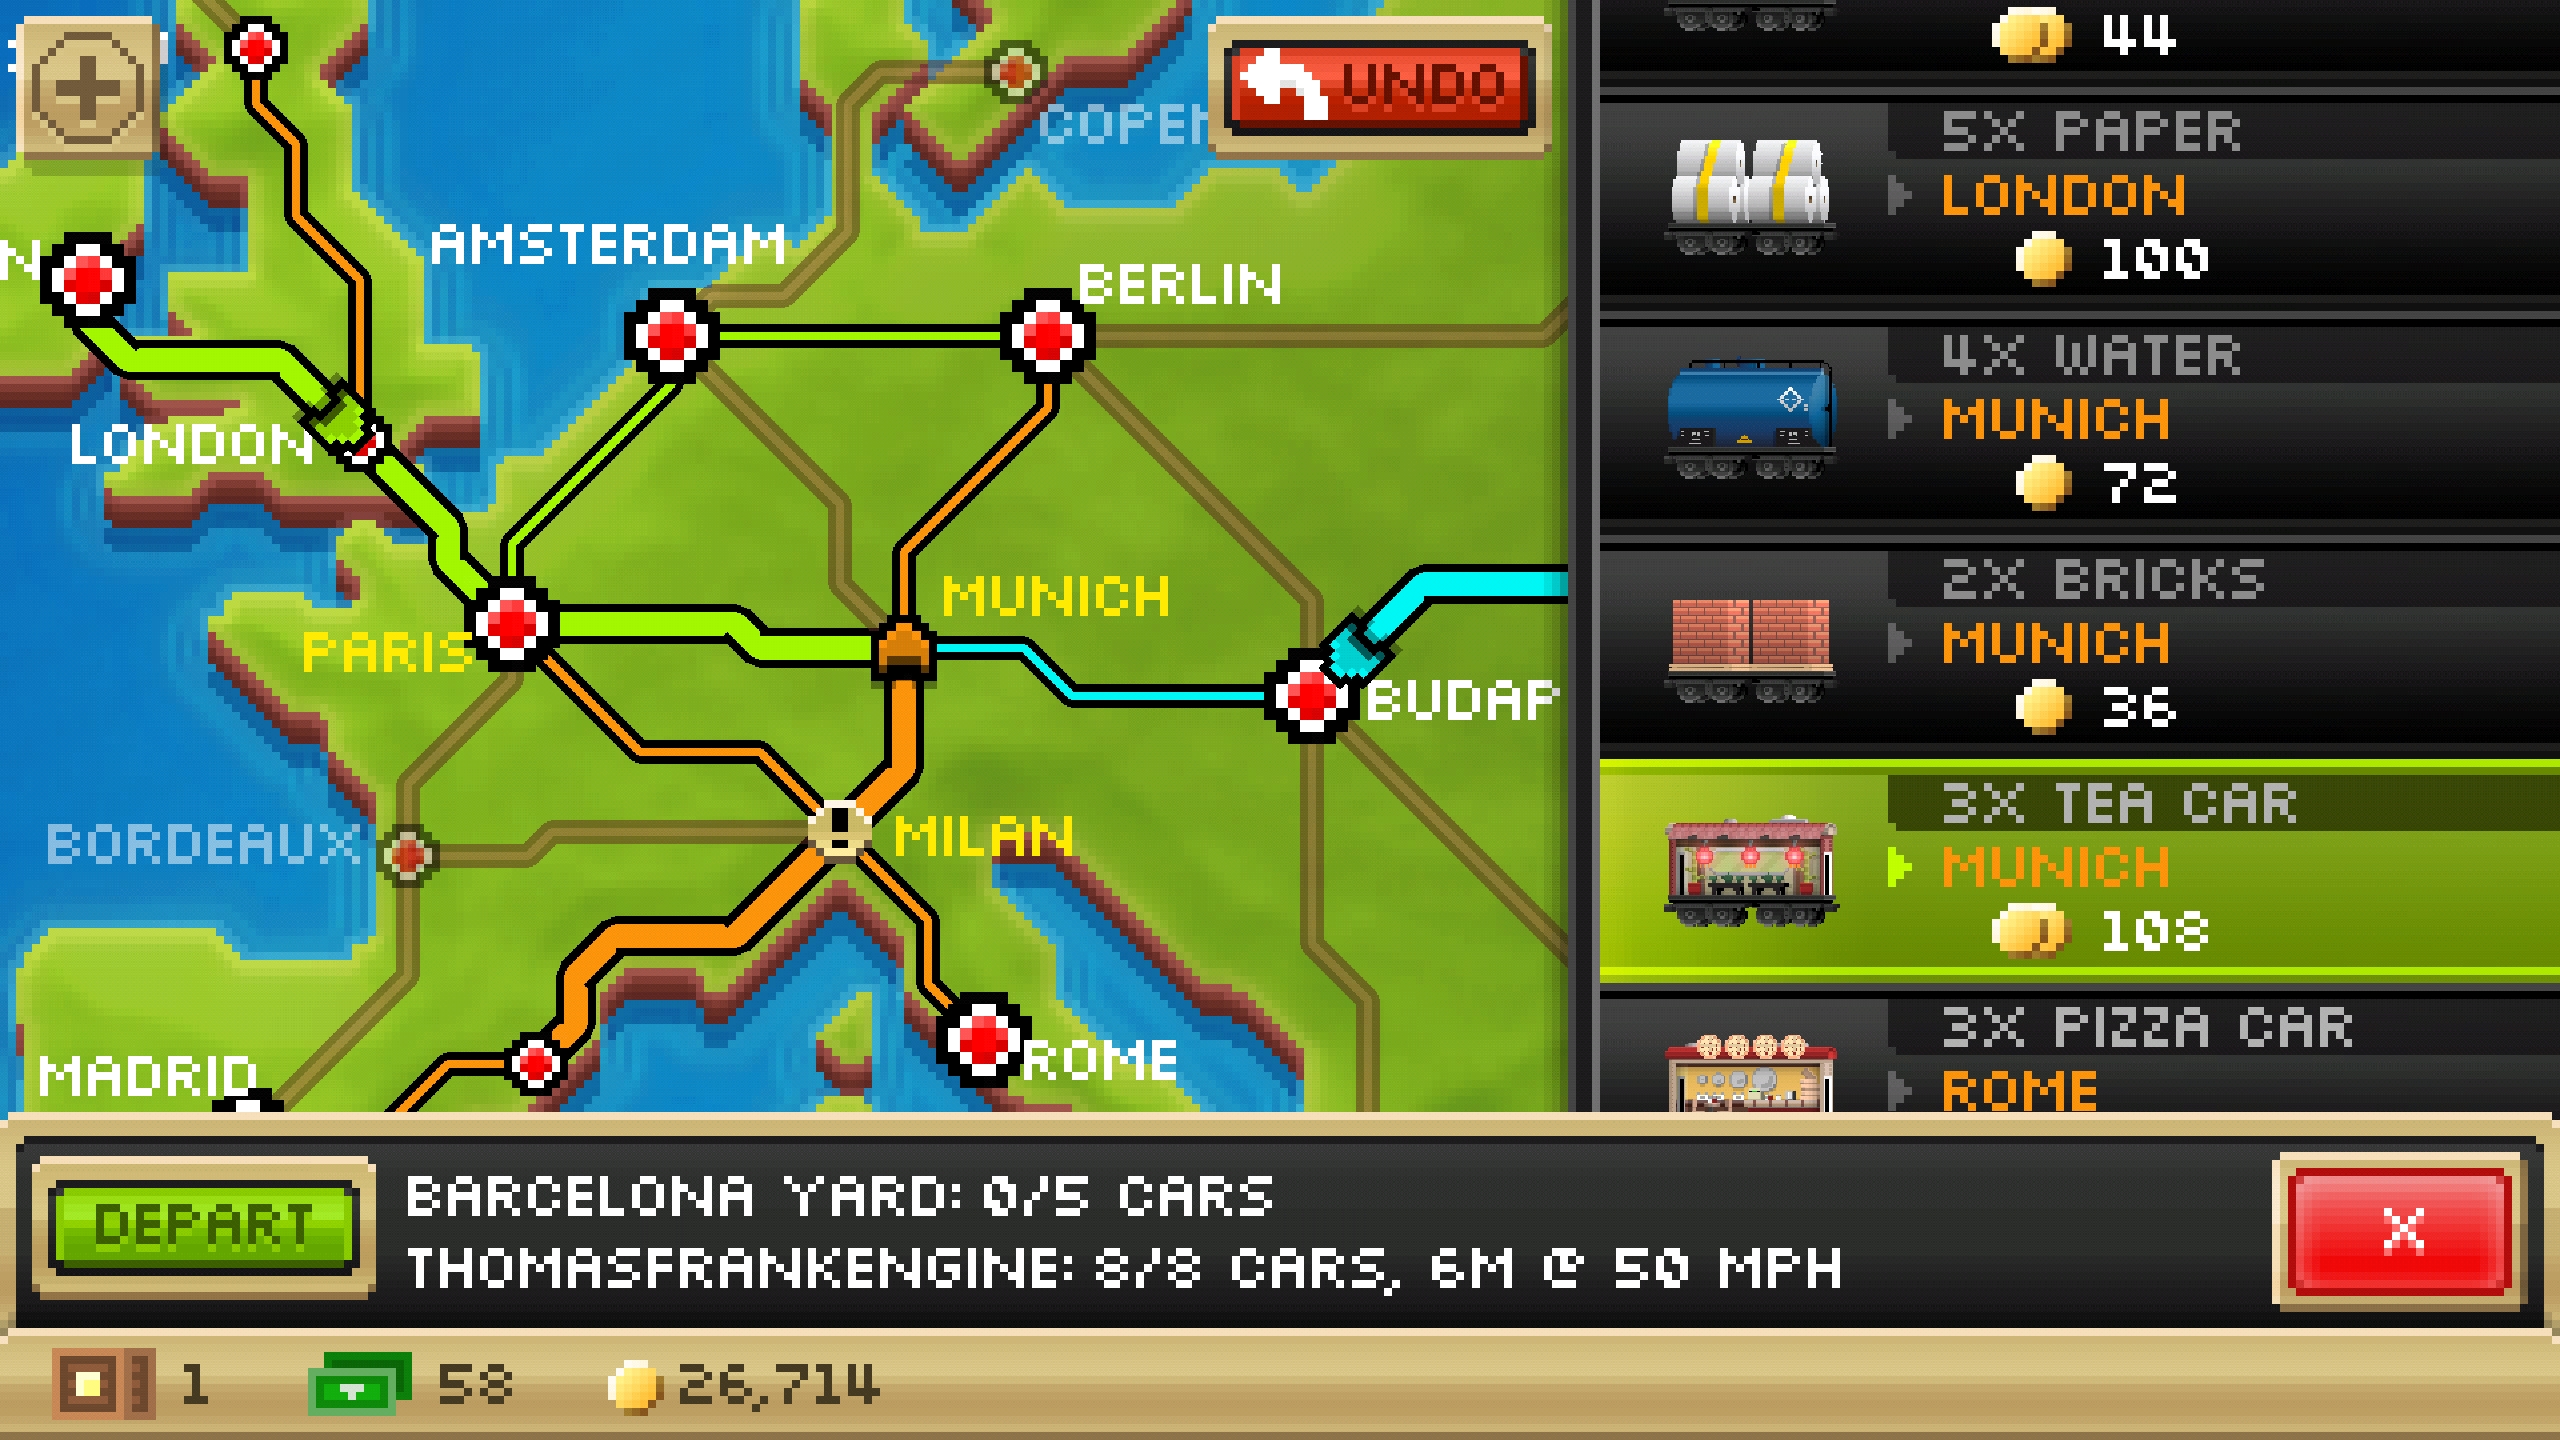 UNDO
AMSTERDAM
BERLIN
LONDON
MUNICH
PARIS
BUDAP
BORDEAUX
MILAN
MADRID
ROME
COPEN
44
5X PAPER
LONDON
100
4X WATER
MUNICH
72
2X BRICKS
MUNICH
36
3X TEA CAR
MUNICH
108
3X PIZZA CAR
ROME
DEPART
BARCELONA YARD: 0/5 CARS
THOMASFRANKENGINE: 8/8 CARS, 6M @ 50 MPH
X
1
58
26,714